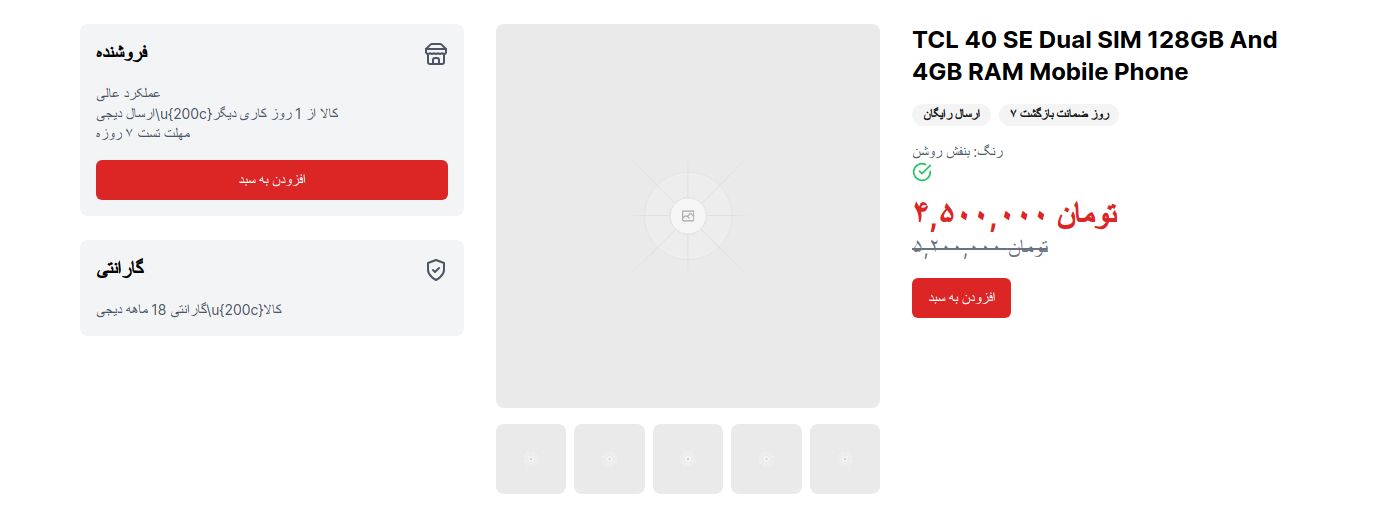 TCL 40 SE Dual SIM 128GB And
4GB RAM Mobile Phone
ارسال رایگان
۷ روز ضمانت بازگشت
رنگ: بنفش روشن
۴,۵۰۰,۰۰۰ تومان
۵,۲۰۰,۰۰۰ تومان
افزودن به سبد
فروشنده
عملکرد عالی
ارسال دیجی\u{200c}کالا از 1 روز کاری دیگر
مهلت تست ۷ روزه
افزودن به سبد
گارانتی
گارانتی 18 ماهه دیجی\u{200c}کالا